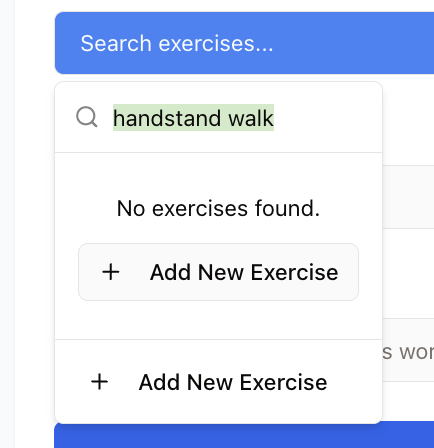 Search exercises...
handstand walk
No exercises found.
+ Add New Exercise
s wor
+ Add New Exercise